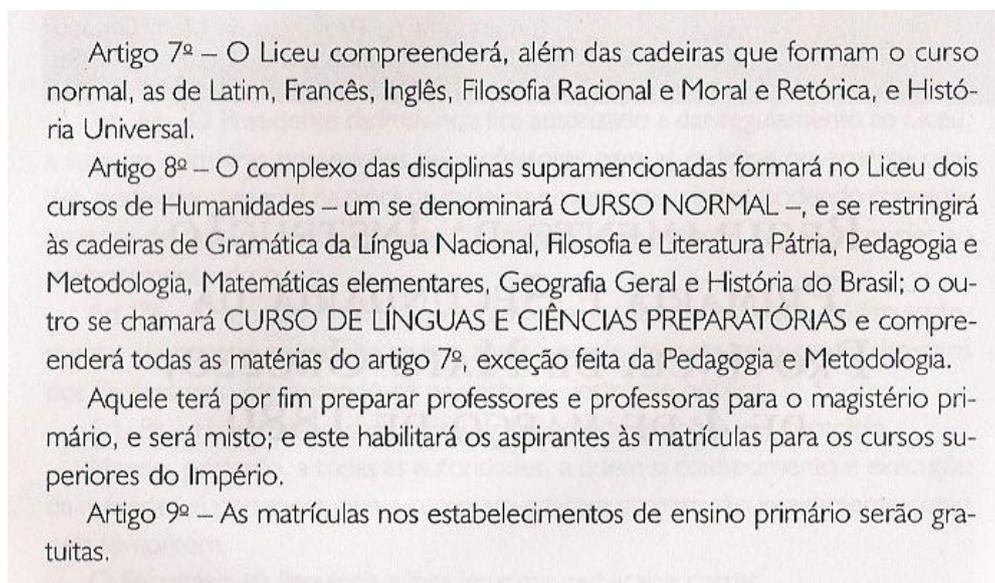 Artigo 7º – O Liceu compreenderá, além das cadeiras que formam o curso
normal, as de Latim, Francês, Inglês, Filosofia Racional e Moral e Retórica, e Histó-
ria Universal.
Artigo 8º – O complexo das disciplinas supramencionadas formará no Liceu dois
cursos de Humanidades – um se denominará CURSO NORMAL –, e se restringirá
às cadeiras de Gramática da Língua Nacional, Filosofia e Literatura Pátria, Pedagogia e
Metodologia, Matemáticas elementares, Geografia Geral e História do Brasil; o ou-
tro se chamará CURSO DE LÍNGUAS E CIÊNCIAS PREPARATÓRIAS e compre-
enderá todas as matérias do artigo 7º, exceção feita da Pedagogia e Metodologia.
Aquele terá por fim preparar professores e professoras para o magistério pri-
mário, e será misto; e este habilitará os aspirantes às matrículas para os cursos su-
periores do Império.
Artigo 9º – As matrículas nos estabelecimentos de ensino primário serão gra-
tuitas.